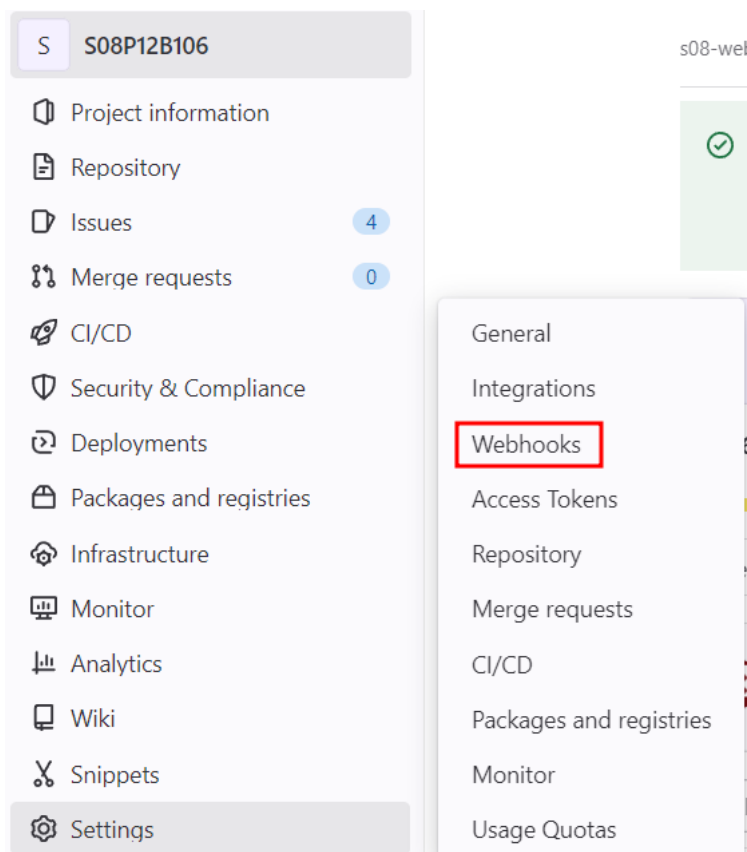 S S08P12B106
Project information
Repository
Issues 4
Merge requests 0
CI/CD
Security & Compliance
Deployments
Packages and registries
Infrastructure
Monitor
Analytics
Wiki
Snippets
Settings
s08-web
General
Integrations
Webhooks
Access Tokens
Repository
Merge requests
CI/CD
Packages and registries
Monitor
Usage Quotas